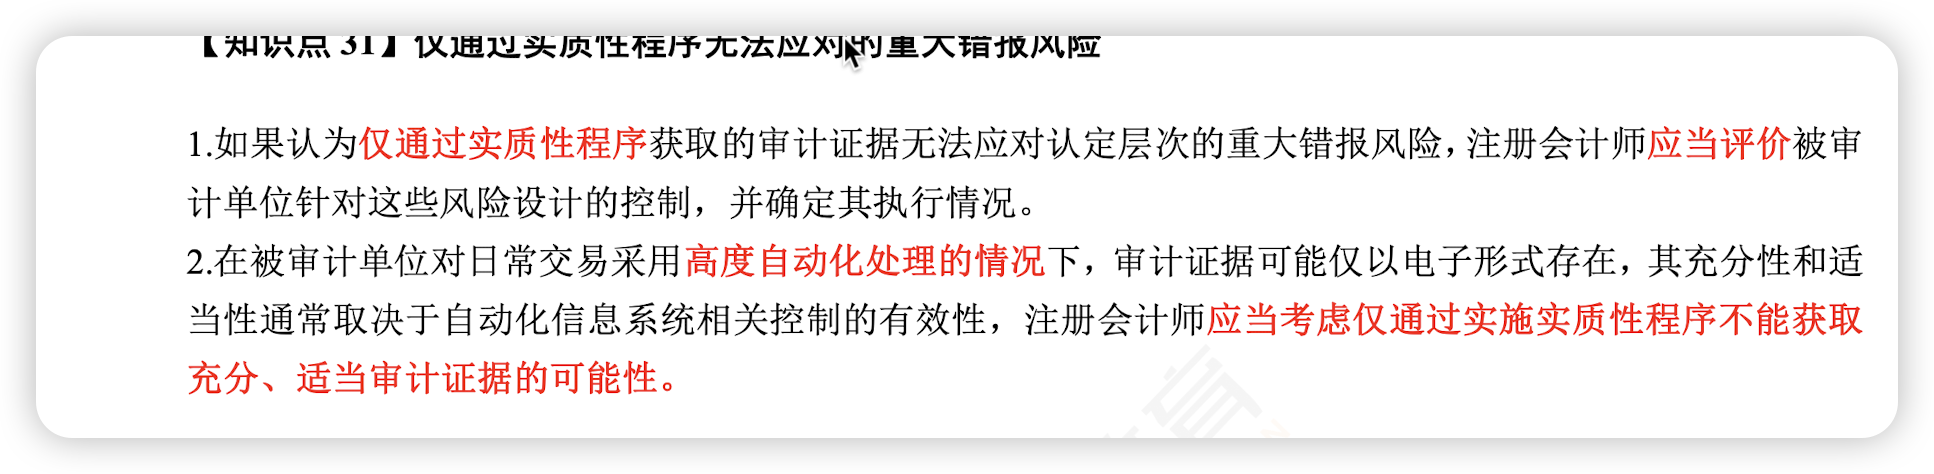 【知识点 31】仅通过实质性程序无法应对的重大错报风险
1.如果认为仅通过实质性程序获取的审计证据无法应对认定层次的重大错报风险，注册会计师应当评价被审
计单位针对这些风险设计的控制，并确定其执行情况。
2.在被审计单位对日常交易采用高度自动化处理的情况下，审计证据可能仅以电子形式存在，其充分性和适
当性通常取决于自动化信息系统相关控制的有效性，注册会计师应当考虑仅通过实施实质性程序不能获取
充分、适当审计证据的可能性。